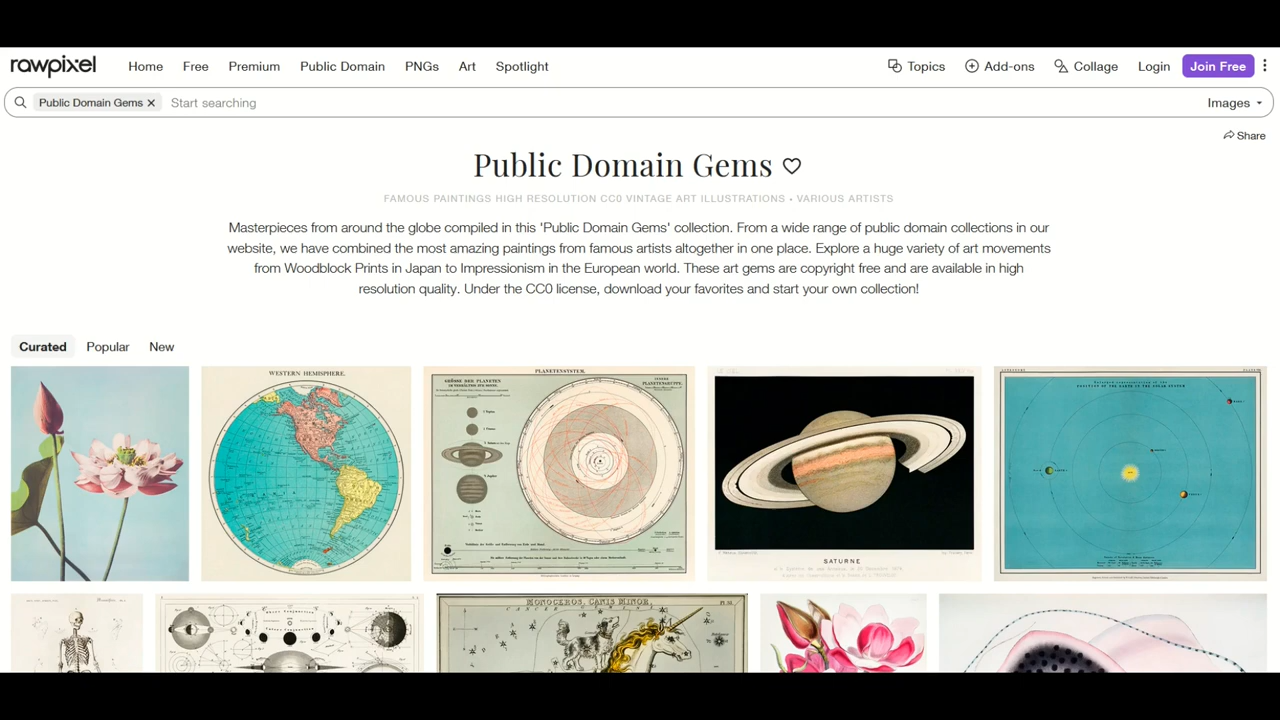 rawpixel
Home Free Premium Public Domain PNGs Art Spotlight Topics Add-ons Collage Login Join Free
Public Domain Gems Start searching Images
Share
Public Domain Gems
FAMOUS PAINTINGS HIGH RESOLUTION CC0 VINTAGE ART ILLUSTRATIONS • VARIOUS ARTISTS
Masterpieces from around the globe compiled in this 'Public Domain Gems' collection. From a wide range of public domain collections in our
website, we have combined the most amazing paintings from famous artists altogether in one place. Explore a huge variety of art movements
from Woodblock Prints in Japan to Impressionism in the European world. These art gems are copyright free and are available in high
resolution quality. Under the CC0 license, download your favorites and start your own collection!
Curated Popular New
WESTERN HEMISPHERE.
PLANETENSYSTEM.
GRÖSSE DER PLANETEN
PLANETENGRUPPE.
SATURNE
MONOCEROS, CANIS MINOR,